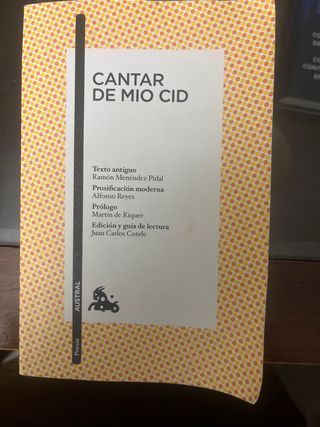 CANTAR
DE MIO CID
Texto antiguo
Ramón Menéndez Pidal
Prosificación moderna
Alfonso Reyes
Prólogo
Martín de Riquer
Edición y guía de lectura
Juan Carlos Conde
AUSTRAL
Poesía